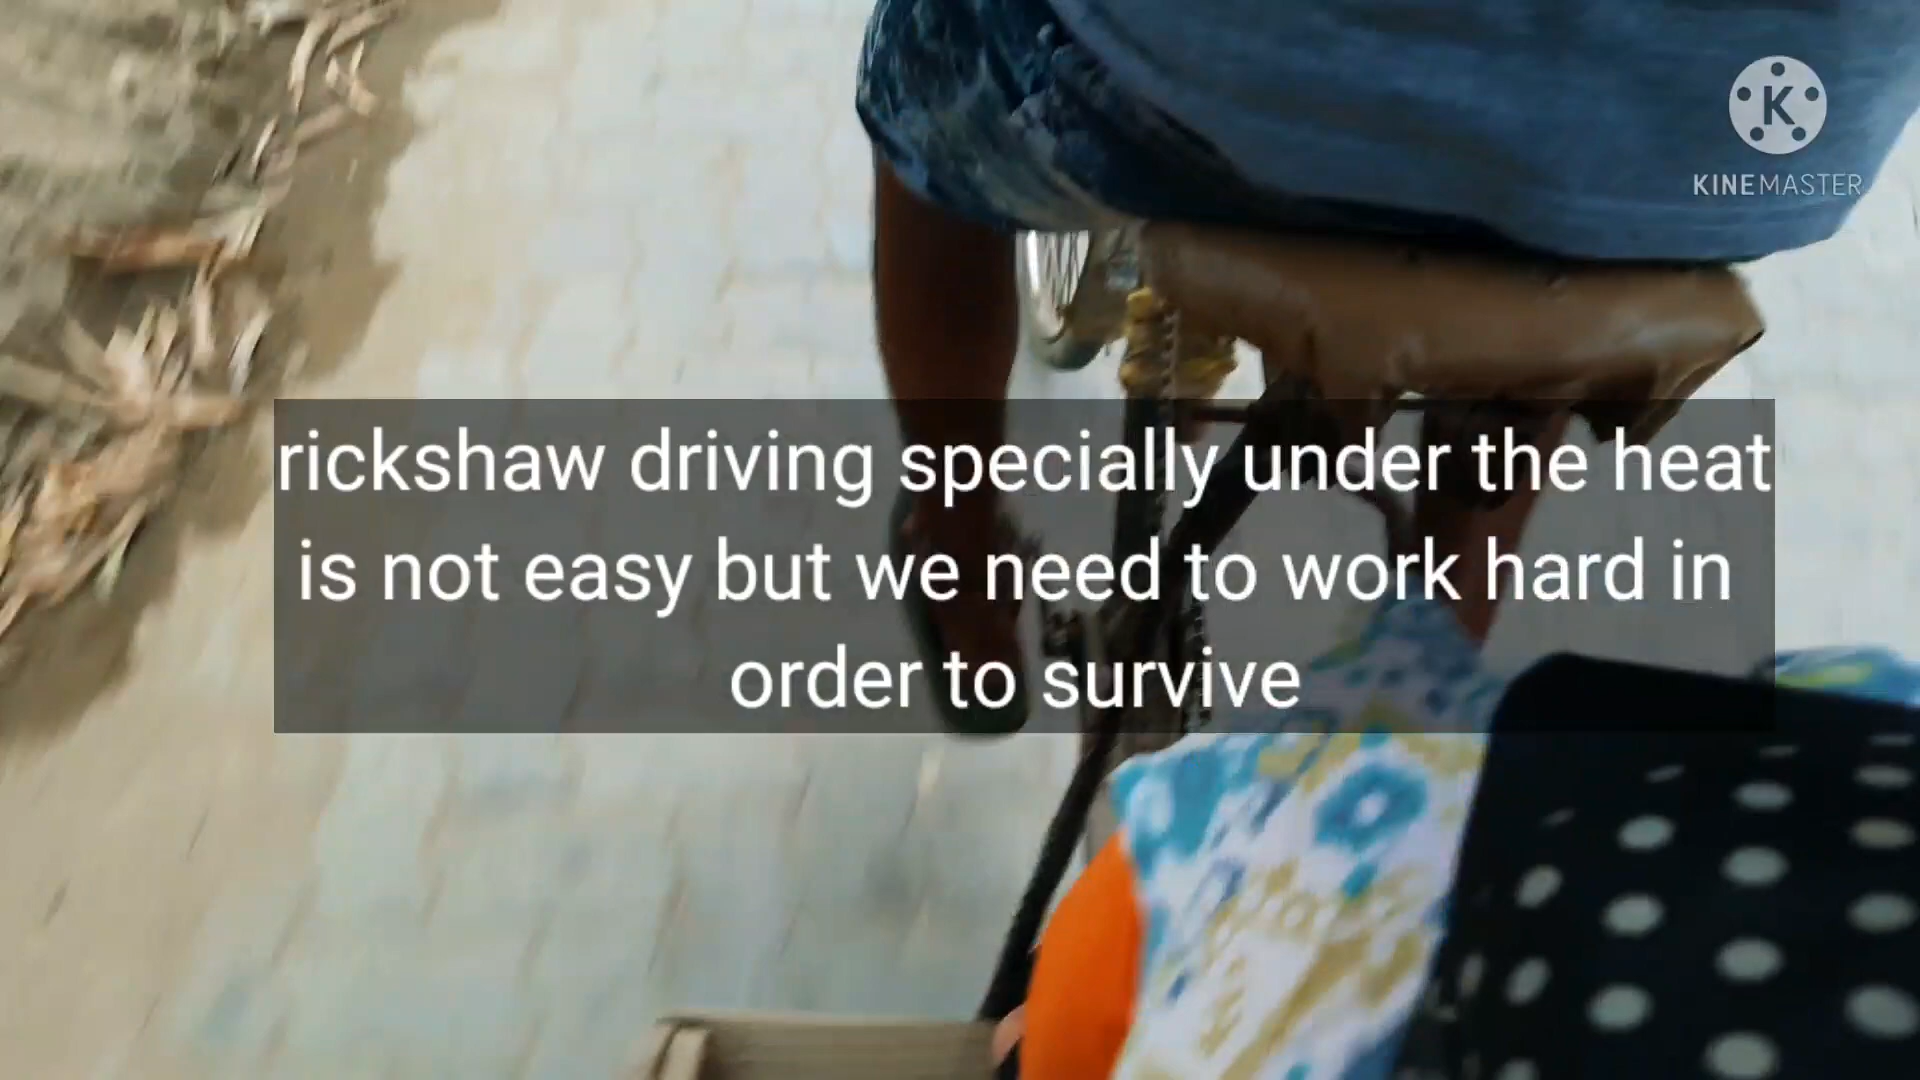 K
KINEMASTER
rickshaw driving specially under the heat
is not easy but we need to work hard in
order to survive